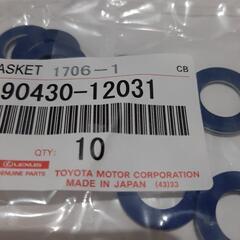 ASKET 1706-1 CB
90430-12031
QTY: 10
LEXUS
GENUINE PARTS
TOYOTA MOTOR CORPORATION
MADE IN JAPAN (43)33